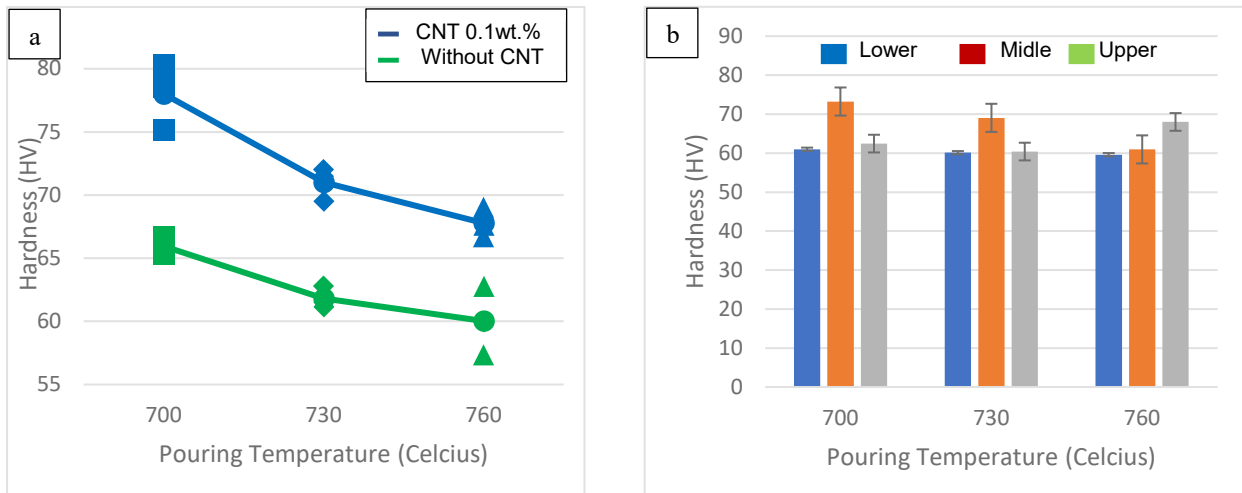 a
CNT 0.1wt.%
Without CNT
80
75
70
65
60
55
Hardness (HV)
700 730 760
Pouring Temperature (Celcius)
b
Lower Midle Upper
90
80
70
60
50
40
30
20
10
0
Hardness (HV)
700 730 760
Pouring Temperature (Celcius)